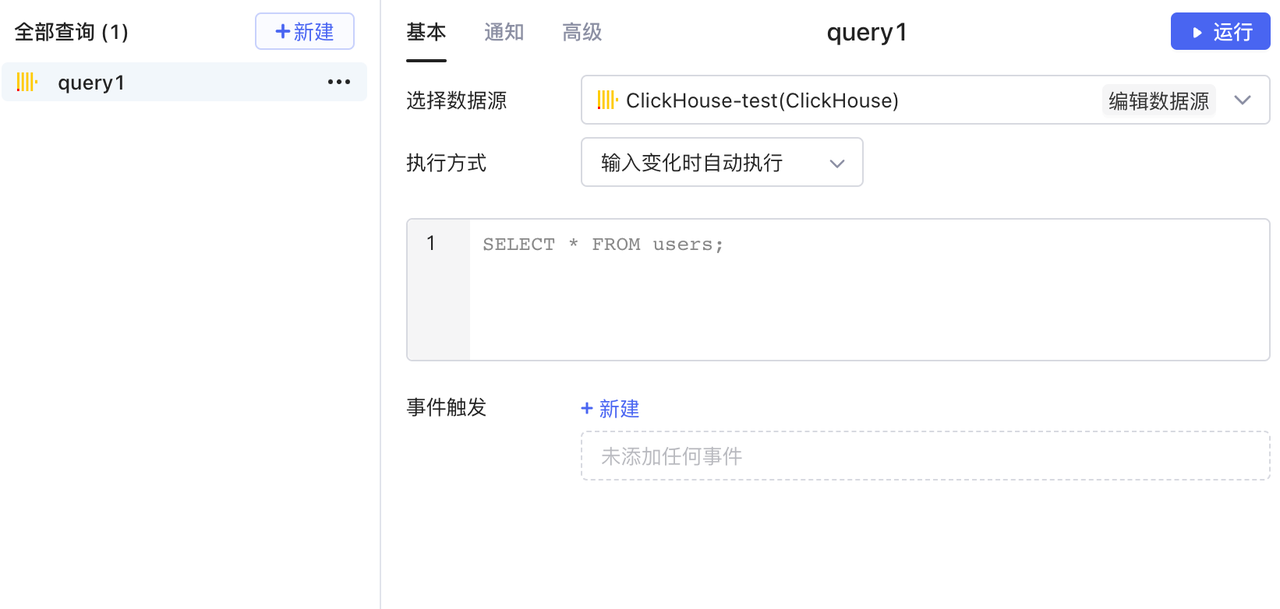 全部查询 (1)
+新建
query1
•••
基本 通知 高级
query1
运行
选择数据源
ClickHouse-test(ClickHouse)
编辑数据源
执行方式
输入变化时自动执行
1
SELECT * FROM users;
事件触发
+ 新建
未添加任何事件